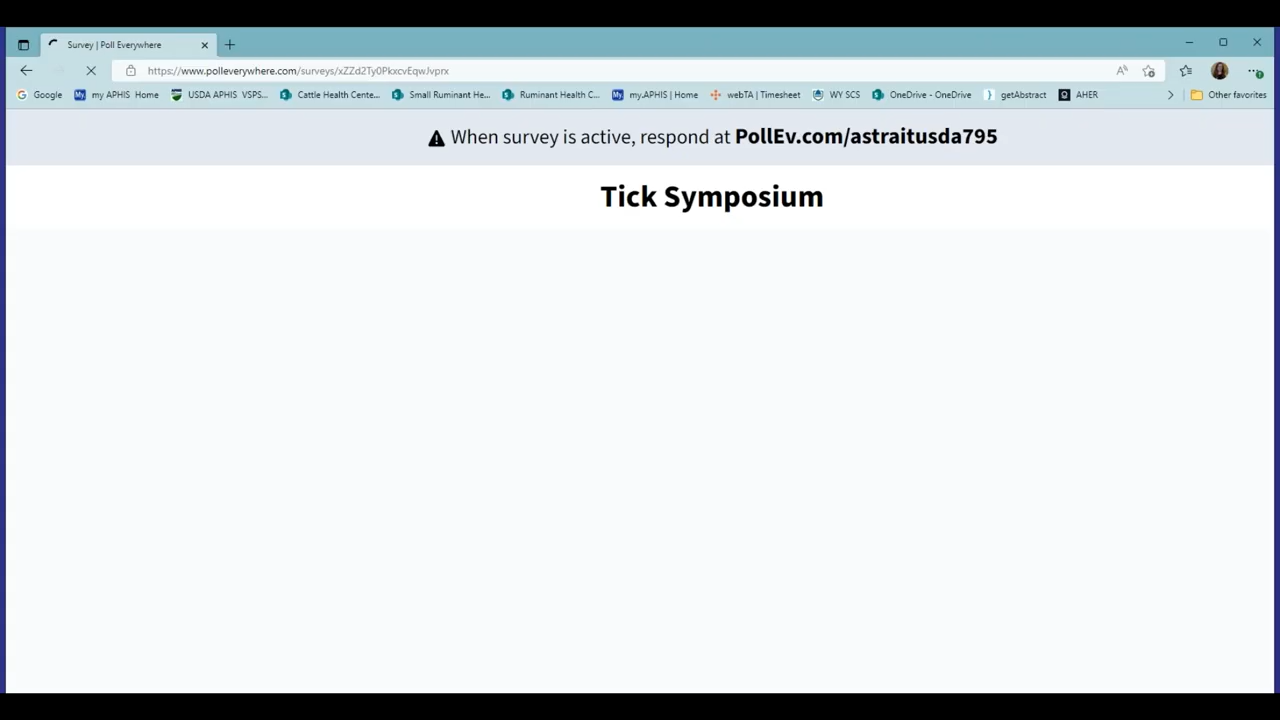 Survey | Poll Everywhere
https://www.polleverywhere.com/surveys/xZZd2Ty0PkxcvEqwJvprx
Google my APHIS Home USDA APHIS VSPS... Cattle Health Cente... Small Ruminant He... Ruminant Health C... my.APHIS | Home webTA | Timesheet WY SCS OneDrive - OneDrive getAbstract AHER Other favorites
When survey is active, respond at PollEv.com/astraitusda795
Tick Symposium